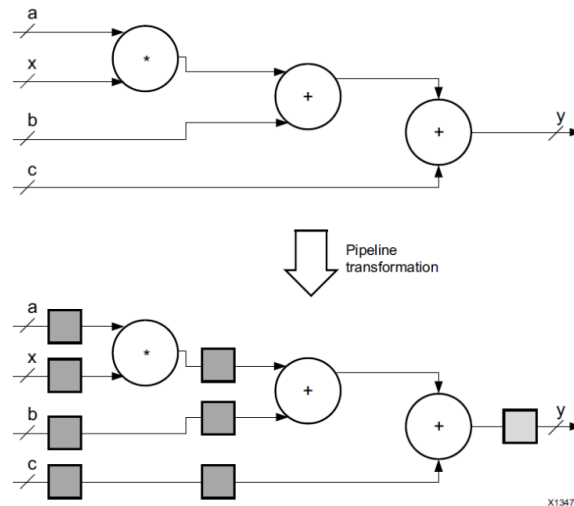 a
*
x
+
b
+
y
c
Pipeline
transformation
a
*
x
+
b
+
y
c
X1347